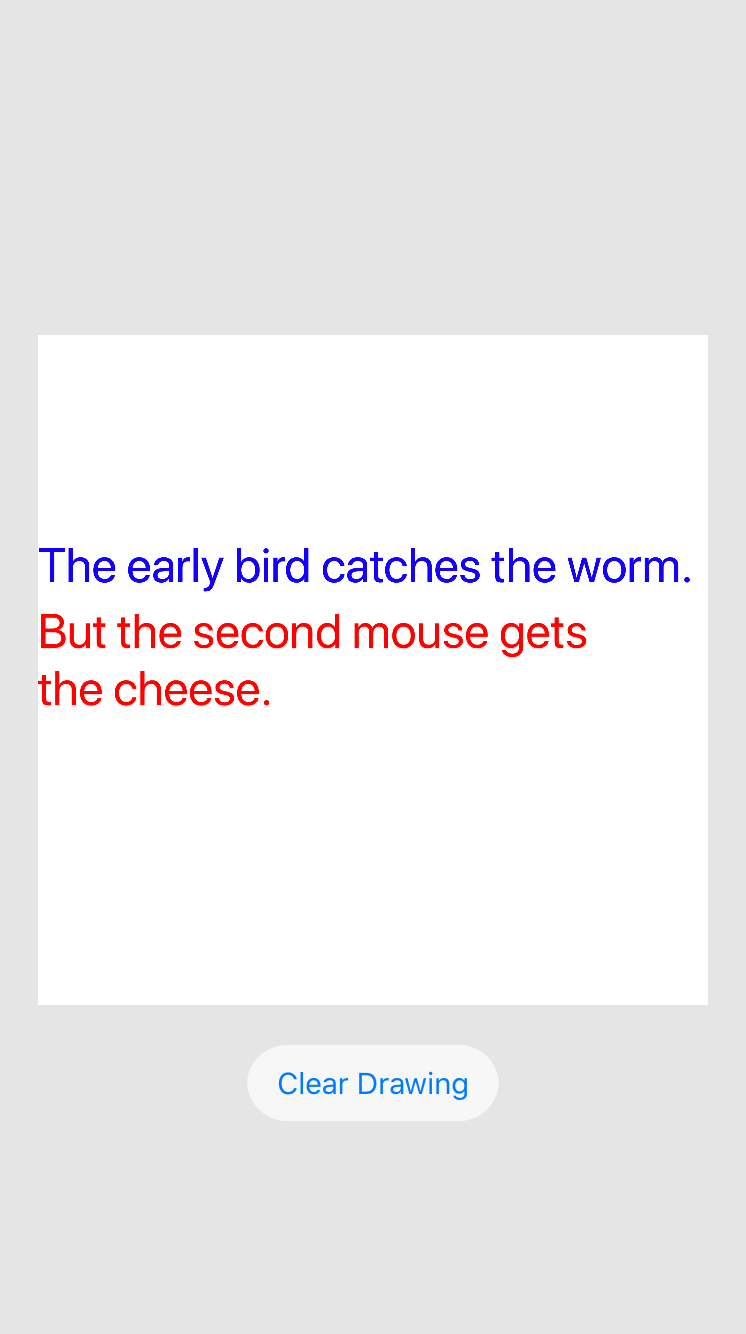 The early bird catches the worm.
But the second mouse gets
the cheese.
Clear Drawing